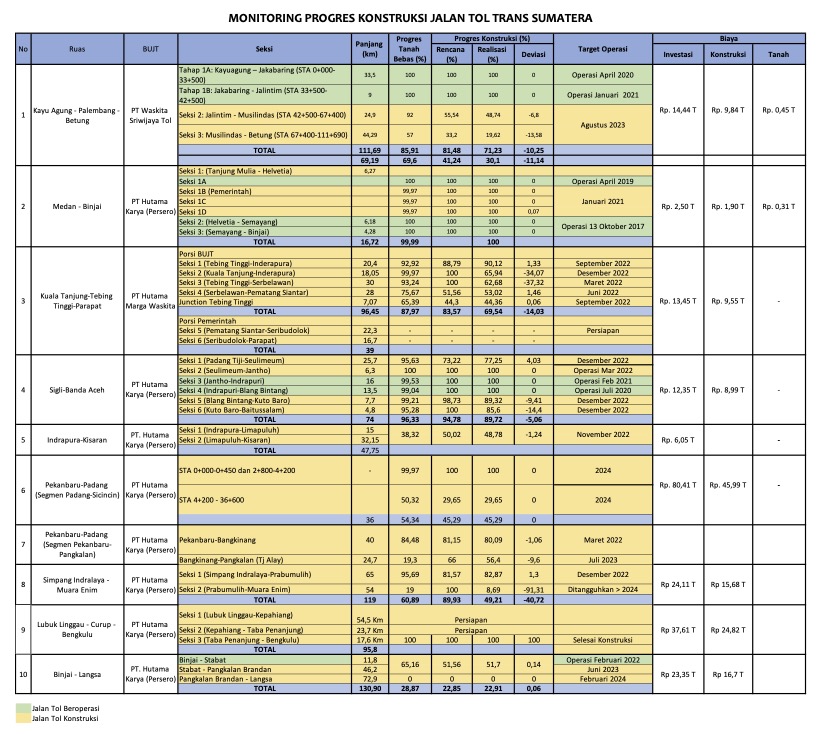 MONITORING PROGRES KONSTRUKSI JALAN TOL TRANS SUMATERA
No Ruas BUJT Seksi Panjang (km) Progres Tanah Bebas (%) Progres Konstruksi (%) Target Operasi Biaya
Rencana (%) Realisasi (%) Deviasi Investasi Konstruksi Tanah
1 Kayu Agung - Palembang - Betung PT Waskita Sriwijaya Tol Rp. 14,44 T Rp. 9,84 T Rp. 0,45 T
Tahap 1A: Kayuagung – Jakabaring (STA 0+000-33+500) 33,5 100 100 100 0 Operasi April 2020
Tahap 1B: Jakabaring - Jalintim (STA 33+500-42+500) 9 100 100 100 0 Operasi Januari 2021
Seksi 2: Jalintim - Musilindas (STA 42+500-67+400) 24,9 92 55,54 48,74 -6,8 Agustus 2023
Seksi 3: Musilindas - Betung (STA 67+400-111+690) 44,29 57 33,2 19,62 -13,58
TOTAL 111,69 85,91 81,48 71,23 -10,25
69,19 69,6 41,24 30,1 -11,14
2 Medan - Binjai PT Hutama Karya (Persero) Rp. 2,50 T Rp. 1,90 T Rp. 0,31 T
Seksi 1: (Tanjung Mulia - Helvetia) 6,27
Seksi 1A 100 100 100 0 Operasi April 2019
Seksi 1B (Pemerintah) 99,97 100 100 0 Januari 2021
Seksi 1C 99,97 100 100 0
Seksi 1D 99,97 100 100 0,07
Seksi 2: (Helvetia - Semayang) 6,18 100 100 100 0 Operasi 13 Oktober 2017
Seksi 3: (Semayang - Binjai) 4,28 100 100 100 0
TOTAL 16,72 99,99 100
3 Kuala Tanjung-Tebing Tinggi-Parapat PT Hutama Marga Waskita Rp. 13,45 T Rp. 9,55 T -
Porsi BUJT
Seksi 1 (Tebing Tinggi-Inderapura) 20,4 92,92 88,79 90,12 1,33 September 2022
Seksi 2 (Kuala Tanjung-Inderapura) 18,05 99,97 100 65,94 -34,07 Desember 2022
Seksi 3 (Tebing Tinggi-Serbelawan) 30 93,24 100 62,68 -37,32 Maret 2022
Seksi 4 (Serbelawan-Pematang Siantar) 28 75,67 51,56 53,02 1,46 Juni 2022
Junction Tebing Tinggi 7,07 65,39 44,3 44,36 0,06 September 2022
TOTAL 96,45 87,97 83,57 69,54 -14,03
Porsi Pemerintah
Seksi 5 (Pematang Siantar-Seribudolok) 22,3 - - - - Persiapan
Seksi 6 (Seribudolok-Parapat) 16,7 - - - -
TOTAL 39
4 Sigli-Banda Aceh PT Hutama Karya (Persero) Rp. 12,35 T Rp. 8,99 T -
Seksi 1 (Padang Tiji-Seulimeum) 25,7 95,63 73,22 77,25 4,03 Desember 2022
Seksi 2 (Seulimeum-Jantho) 6,3 100 100 100 0 Operasi Mar 2022
Seksi 3 (Jantho-Indrapuri) 16 99,53 100 100 0 Operasi Feb 2021
Seksi 4 (Indrapuri-Blang Bintang) 13,5 99,04 100 100 0 Operasi Juli 2020
Seksi 5 (Blang Bintang-Kuto Baro) 7,7 99,21 98,73 89,32 -9,41 Desember 2022
Seksi 6 (Kuto Baro-Baitussalam) 4,8 95,28 100 85,6 -14,4 Desember 2022
TOTAL 74 96,33 94,78 89,72 -5,06
5 Indrapura-Kisaran PT. Hutama Karya (Persero) Rp. 6,05 T -
Seksi 1 (Indrapura-Limapuluh) 15 38,32 50,02 48,78 -1,24 November 2022
Seksi 2 (Limapuluh-Kisaran) 32,15
TOTAL 47,75
6 Pekanbaru-Padang (Segmen Padang-Sicincin) PT Hutama Karya (Persero) Rp. 80,41 T Rp. 45,99 T -
STA 0+000-0+450 dan 2+800-4+200 - 99,97 100 100 0 2024
STA 4+200 - 36+600 50,32 29,65 29,65 0 2024
36 54,34 45,29 45,29 0
7 Pekanbaru-Padang (Segmen Pekanbaru-Pangkalan) PT Hutama Karya (Persero)
Pekanbaru-Bangkinang 40 84,48 81,15 80,09 -1,06 Maret 2022
Bangkinang-Pangkalan (Tj Alay) 24,7 19,3 66 56,4 -9,6 Juli 2023
8 Simpang Indralaya - Muara Enim PT Hutama Karya (Persero) Rp 24,11 T Rp 15,68 T
Seksi 1 (Simpang Indralaya-Prabumulih) 65 95,69 81,57 82,87 1,3 Desember 2022
Seksi 2 (Prabumulih-Muara Enim) 54 19 100 8,69 -91,31 Ditangguhkan > 2024
TOTAL 119 60,89 89,93 49,21 -40,72
9 Lubuk Linggau - Curup - Bengkulu PT Hutama Karya (Persero) Rp 37,61 T Rp 24,82 T
Seksi 1 (Lubuk Linggau-Kepahiang) 54,5 Km Persiapan
Seksi 2 (Kepahiang - Taba Penanjung) 23,7 Km Persiapan
Seksi 3 (Taba Penanjung - Bengkulu) 17,6 Km 100 100 100 100 Selesai Konstruksi
TOTAL 95,8
10 Binjai - Langsa PT. Hutama Karya (Persero) Rp 23,35 T Rp 16,7 T
Binjai - Stabat 11,8 65,16 51,56 51,7 0,14 Operasi Februari 2022
Stabat - Pangkalan Brandan 46,2 Juni 2023
Pangkalan Brandan - Langsa 72,9 0 0 0 0 Februari 2024
TOTAL 130,90 28,87 22,85 22,91 0,06
Jalan Tol Beroperasi
Jalan Tol Konstruksi